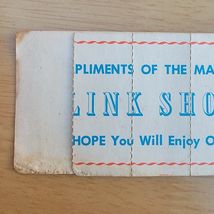 PLIMENTS OF THE MA
LINK SHO
HOPE You Will Enjoy O